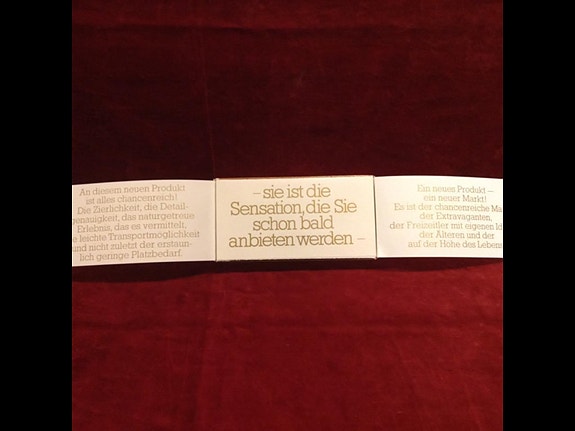 An diesem neuen Produkt
ist alles chancenreich!
Die Zierlichkeit, die Detail-
genauigkeit, das naturgetreue
Erlebnis, das es vermittelt,
leichte Transportmöglichkeit
und nicht zuletzt der erstaun-
lich geringe Platzbedarf.
– sie ist die
Sensation, die Sie
schon bald
anbieten werden –
Ein neues Produkt –
ein neuer Markt!
Es ist der chancenreiche
der Extravaganten,
der Freizeitler mit eigenen
der Älteren und der
auf der Höhe des Lebens